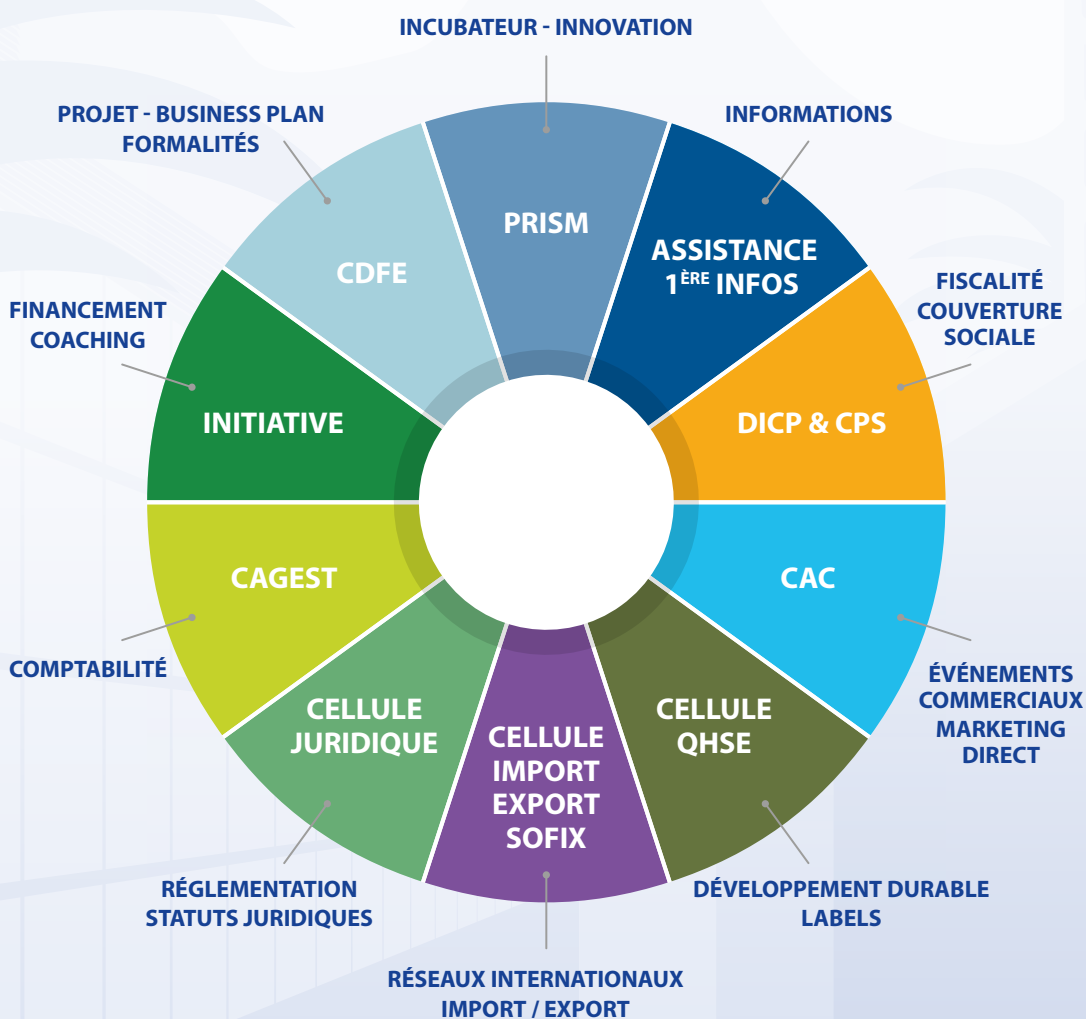 INCUBATEUR - INNOVATION
PROJET - BUSINESS PLAN
FORMALITÉS
INFORMATIONS
PRISM
ASSISTANCE
1ÈRE INFOS
CDFE
FISCALITÉ
COUVERTURE
SOCIALE
FINANCEMENT
COACHING
INITIATIVE
DICP & CPS
CAGEST
CAC
COMPTABILITÉ
ÉVÉNEMENTS
COMMERCIAUX
MARKETING
DIRECT
CELLULE
JURIDIQUE
CELLULE
IMPORT
EXPORT
SOFIX
CELLULE
QHSE
RÉGLEMENTATION
STATUTS JURIDIQUES
DÉVELOPPEMENT DURABLE
LABELS
RÉSEAUX INTERNATIONAUX
IMPORT / EXPORT